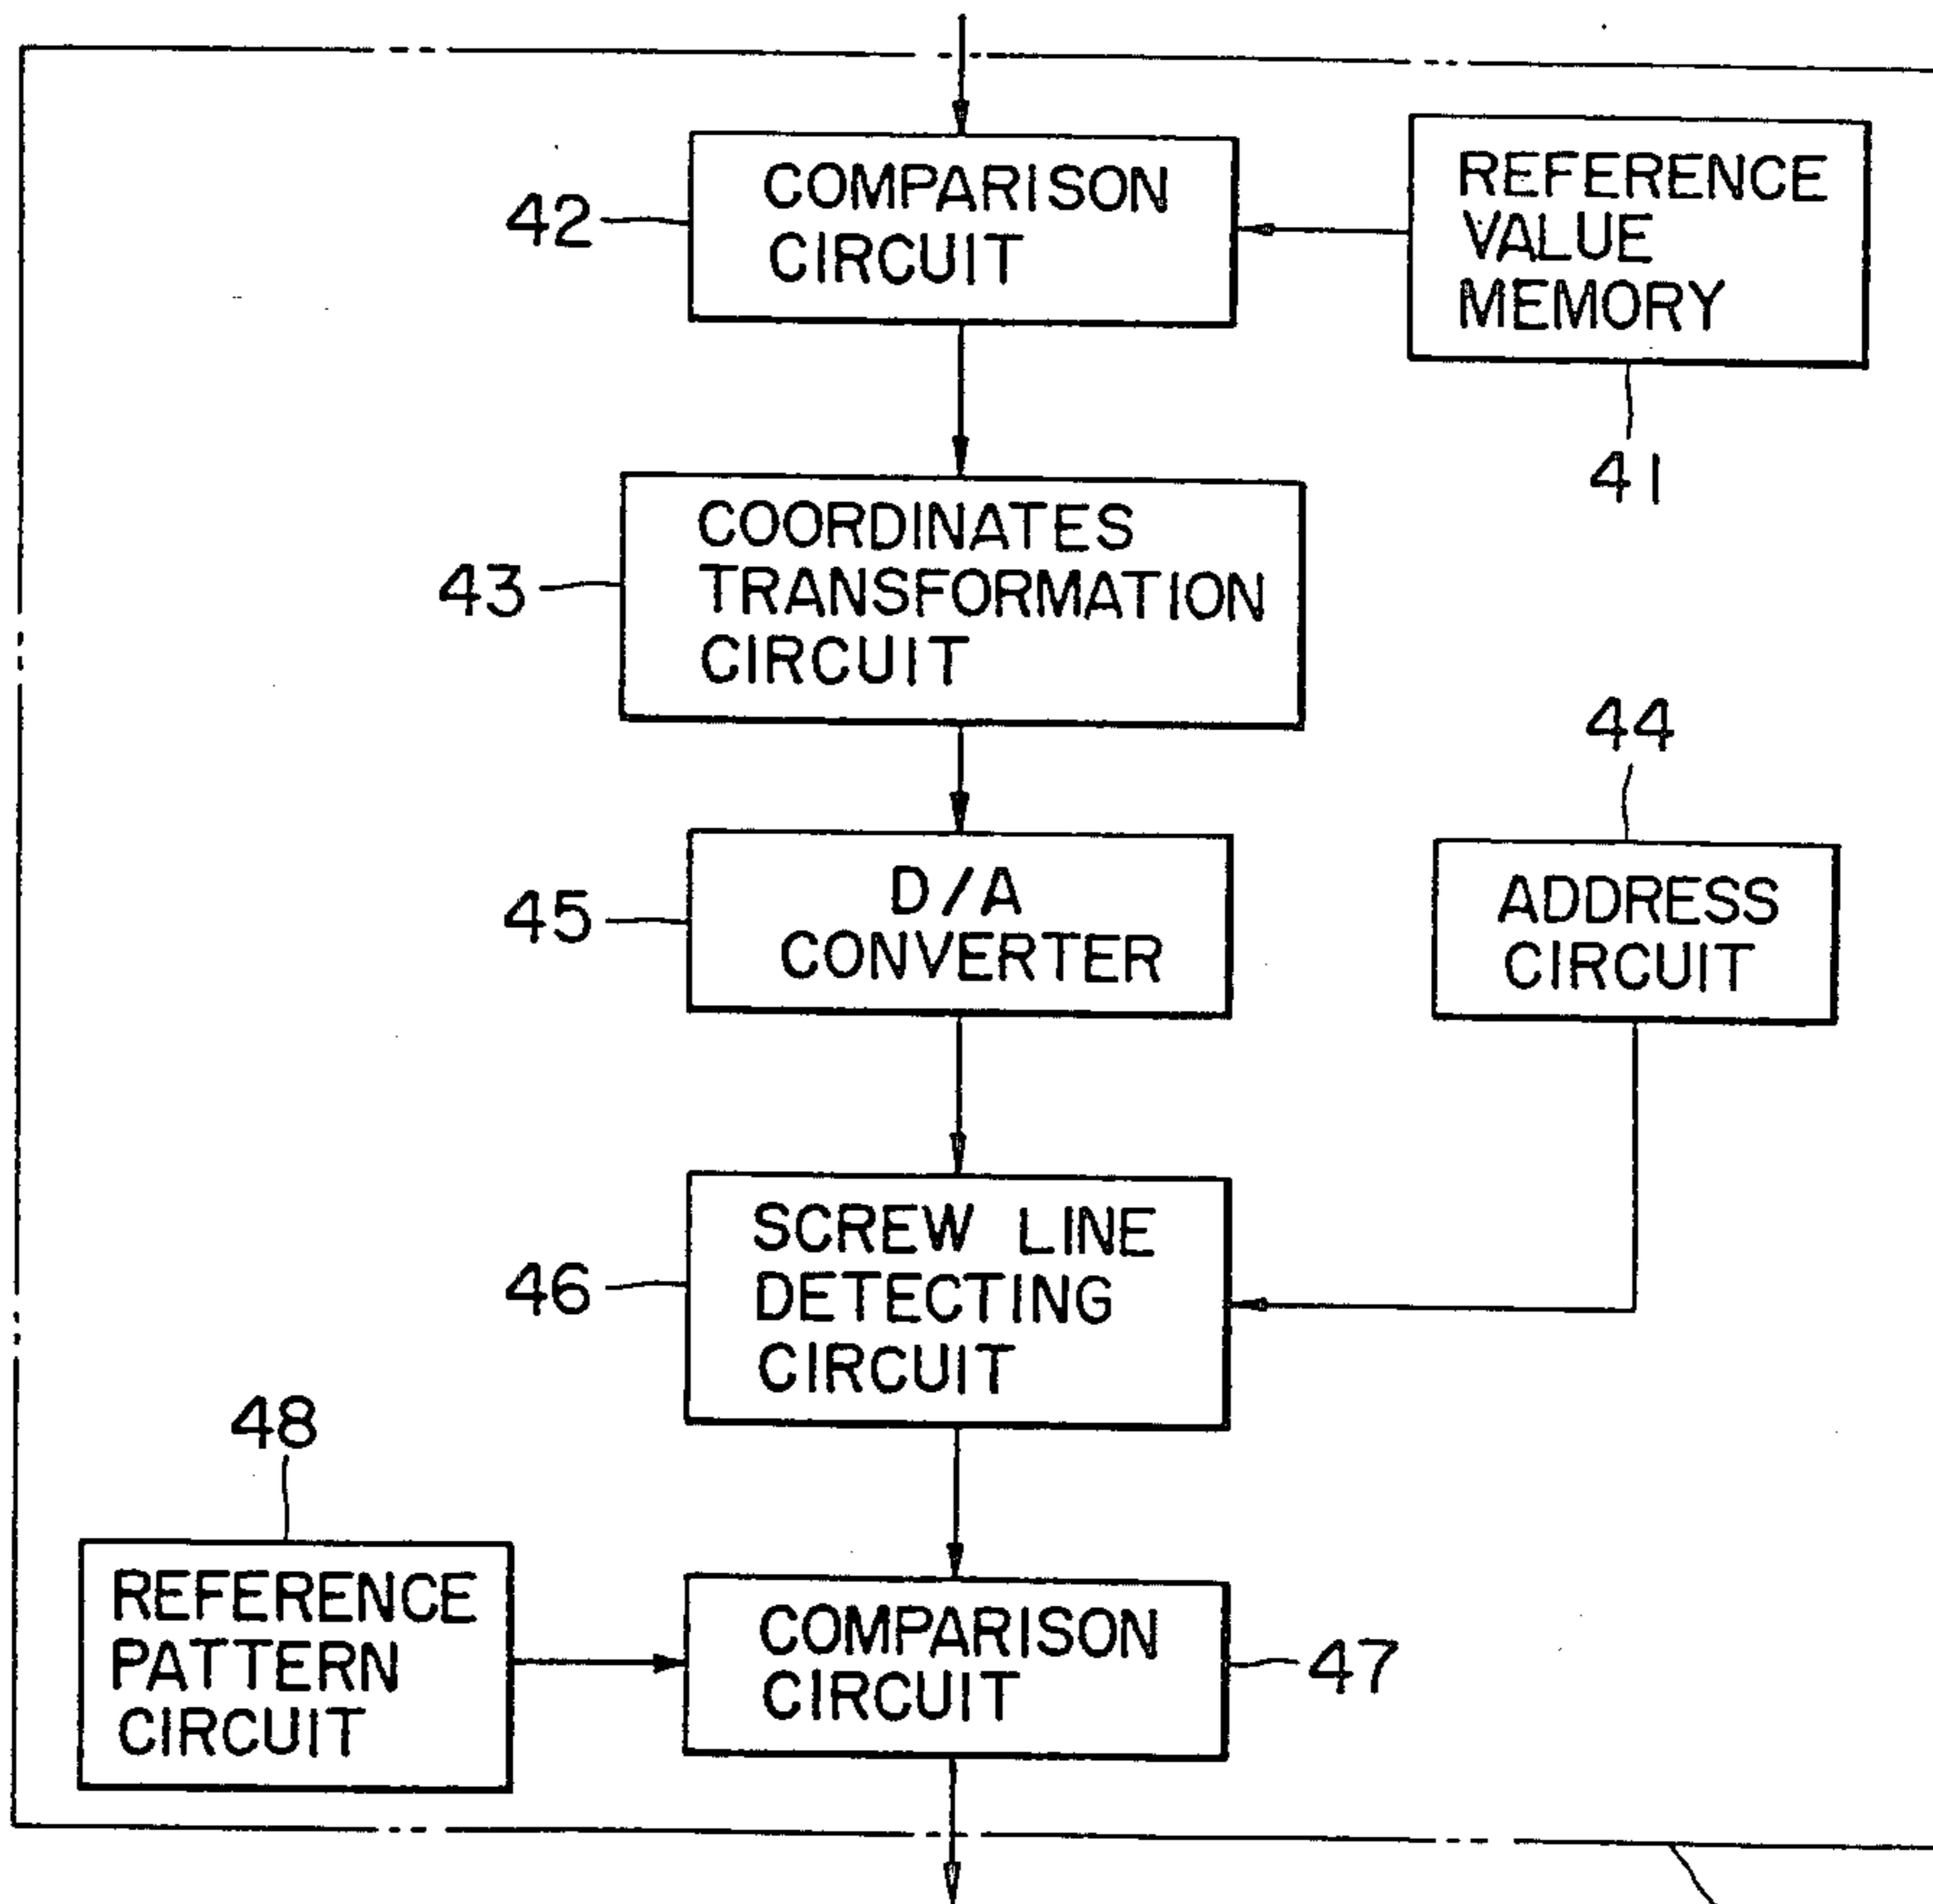 42
COMPARISON
CIRCUIT
REFERENCE
VALUE
MEMORY
41
43
COORDINATES
TRANSFORMATION
CIRCUIT
44
45
D/A
CONVERTER
ADDRESS
CIRCUIT
46
SCREW LINE
DETECTING
CIRCUIT
48
REFERENCE
PATTERN
CIRCUIT
COMPARISON
CIRCUIT
47